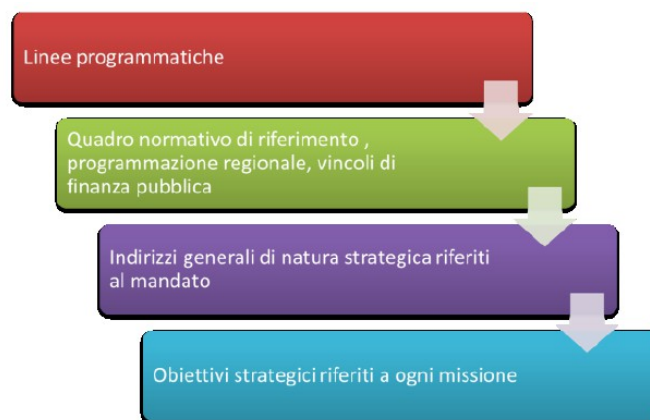 Linee programmatiche
Quadro normativo di riferimento ,
programmazione regionale, vincoli di
finanza pubblica
Indirizzi generali di natura strategica riferiti
al mandato
Obiettivi strategici riferiti a ogni missione